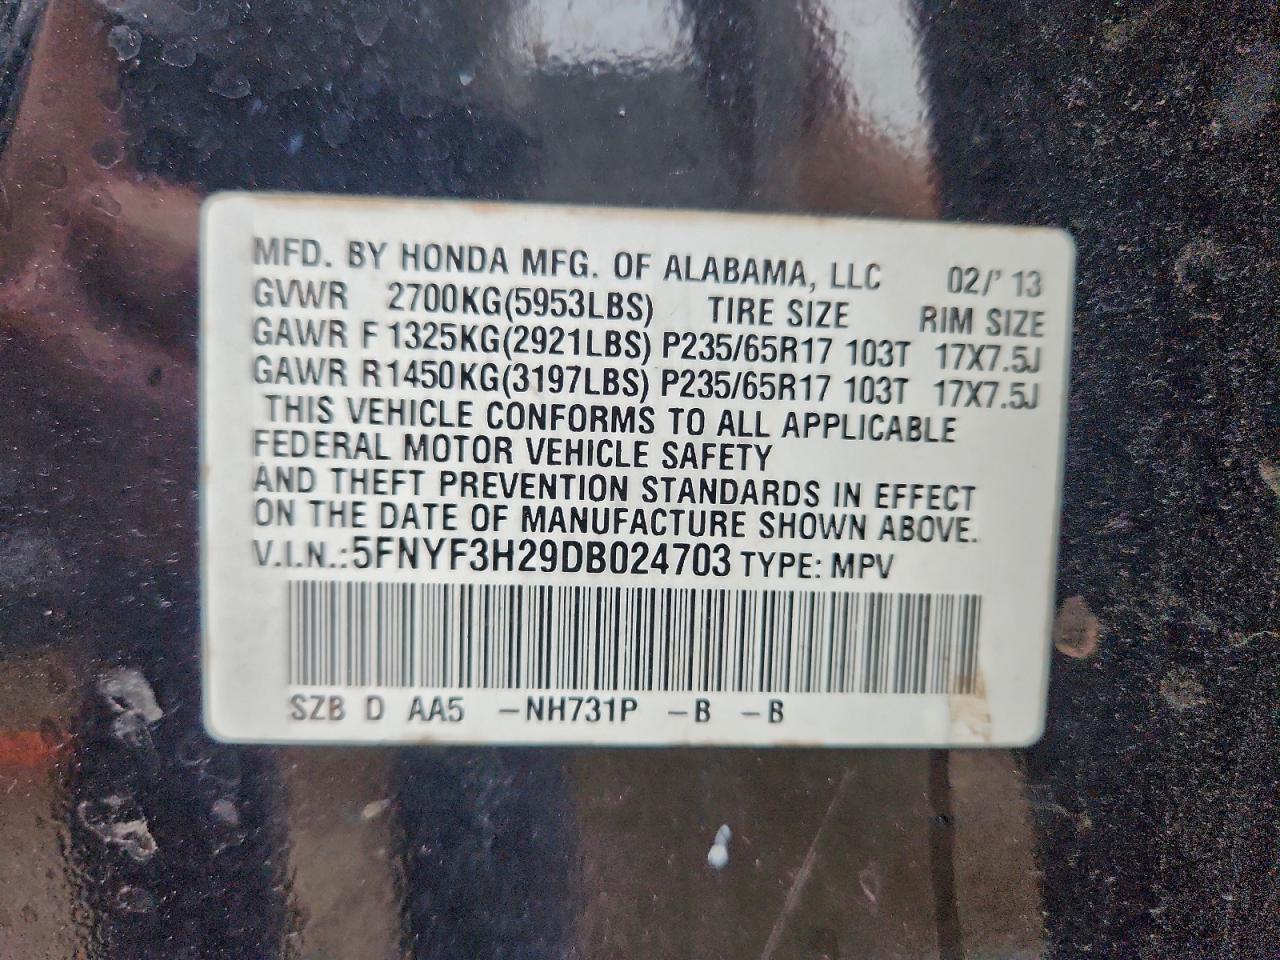 MFD. BY HONDA MFG. OF ALABAMA, LLC 02/' 13
GVWR 2700KG(5953LBS) TIRE SIZE RIM SIZE
GAWR F 1325KG(2921LBS) P235/65R17 103T 17X7.5J
GAWR R 1450KG(3197LBS) P235/65R17 103T 17X7.5J
THIS VEHICLE CONFORMS TO ALL APPLICABLE
FEDERAL MOTOR VEHICLE SAFETY
AND THEFT PREVENTION STANDARDS IN EFFECT
ON THE DATE OF MANUFACTURE SHOWN ABOVE.
V.I.N.:5FNYF3H29DB024703 TYPE: MPV
SZB D AA5 -NH731P -B -B